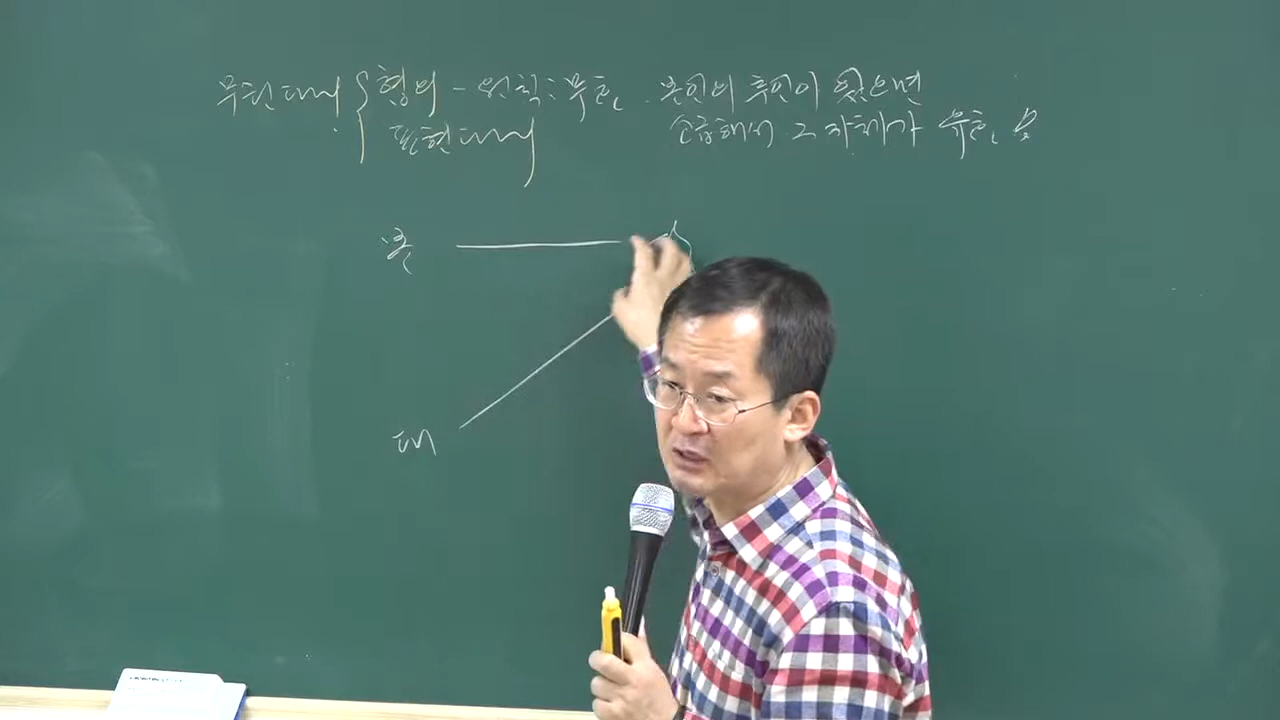 무권대리 { 협의 - 원칙: 무효. 본인의 추인이 있으면
표현대리 소급해서 그 자체가 유효
본
대